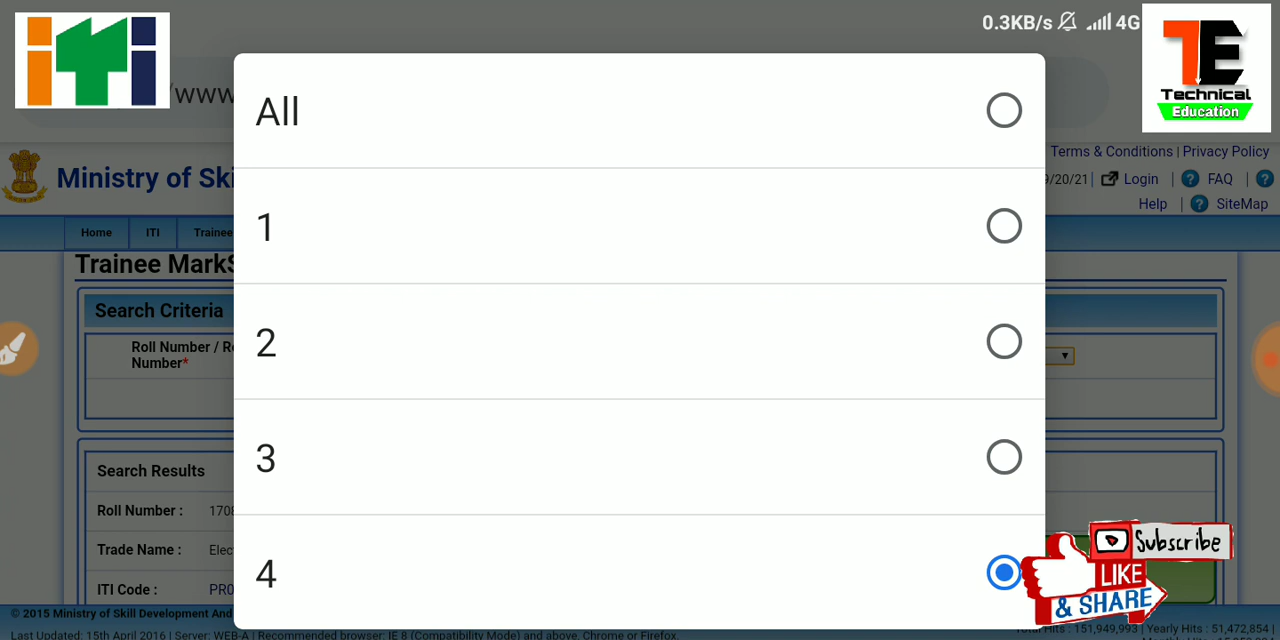 0.3KB/s 4G
iTi
TE
Technical
Education
/www
All
1
2
3
4
Terms & Conditions | Privacy Policy
Ministry of Ski
9/20/21| Login | FAQ |
Help | SiteMap
Home ITI Trainee
Trainee Marks
Search Criteria
Roll Number /
Number*
Search Results
Roll Number : 1708
Trade Name : Elec
ITI Code : PR0
Subscribe
LIKE
& SHARE
© 2015 Ministry of Skill Development And
Total Hits : 151,949,993 | Yearly Hits : 51,472,854 |
Last Updated: 15th April 2016 | Server: WEB-A | Recommended browser: IE 8 (Compatibility Mode) and above, Chrome or Firefox.